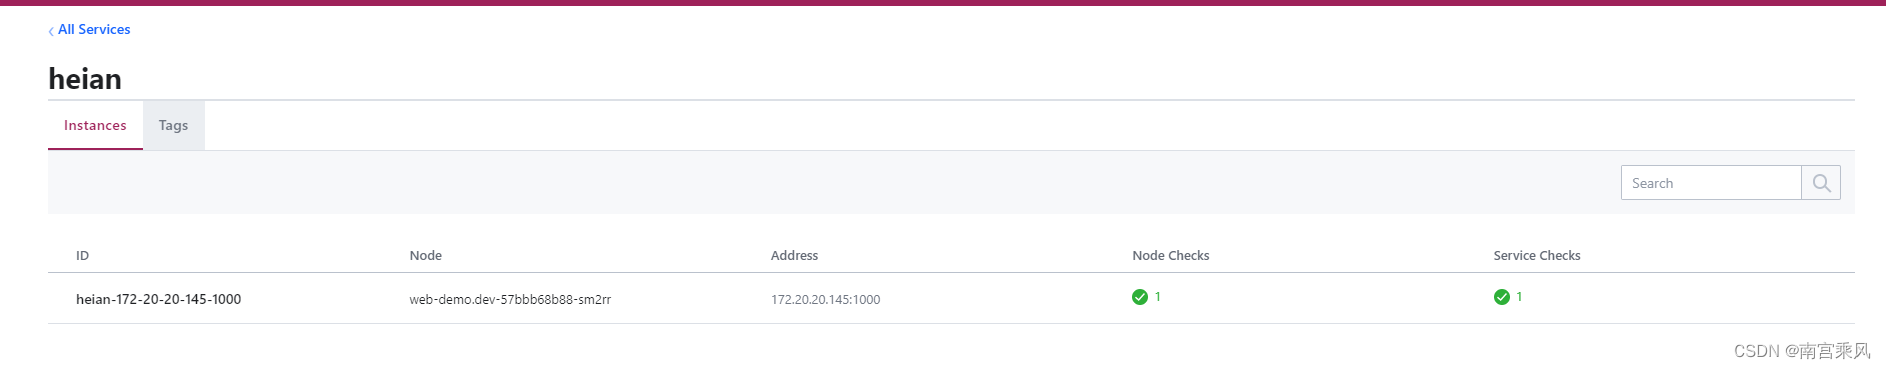 All Services
heian
Instances Tags
Search
ID Node Address Node Checks Service Checks
heian-172-20-20-145-1000 web-demo.dev-57bbb68b88-sm2rr 172.20.20.145:1000 1 1
CSDN @南宫乘风